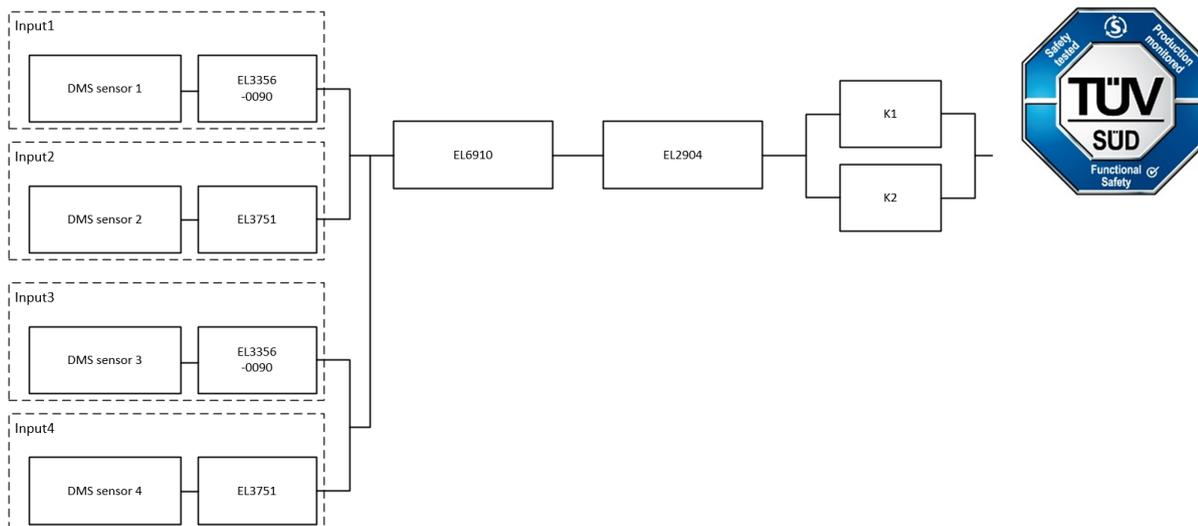 Input1
DMS sensor 1
EL3356
-0090
Input2
DMS sensor 2
EL3751
Input3
DMS sensor 3
EL3356
-0090
Input4
DMS sensor 4
EL3751
EL6910
EL2904
K1
K2
Safety
tested
Production
monitored
TÜV
SÜD
Functional
Safety